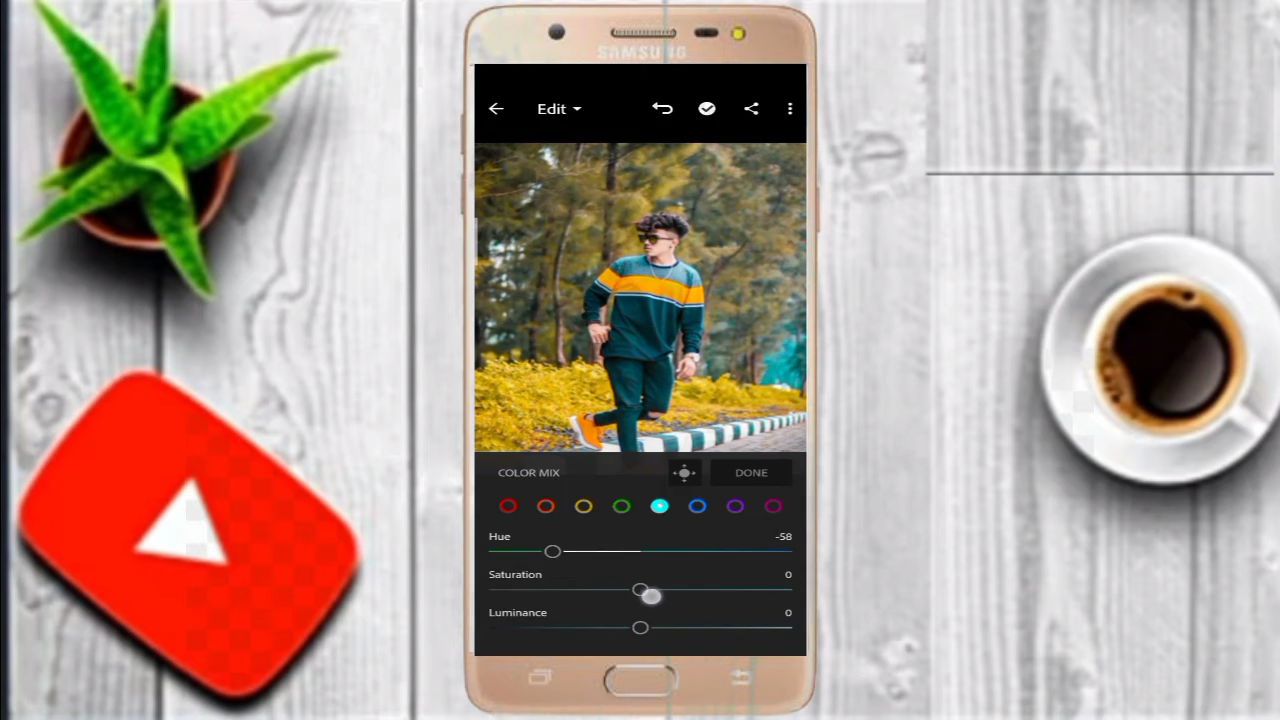 SAMSUNG
Edit
COLOR MIX
DONE
Hue
-58
Saturation
0
Luminance
0